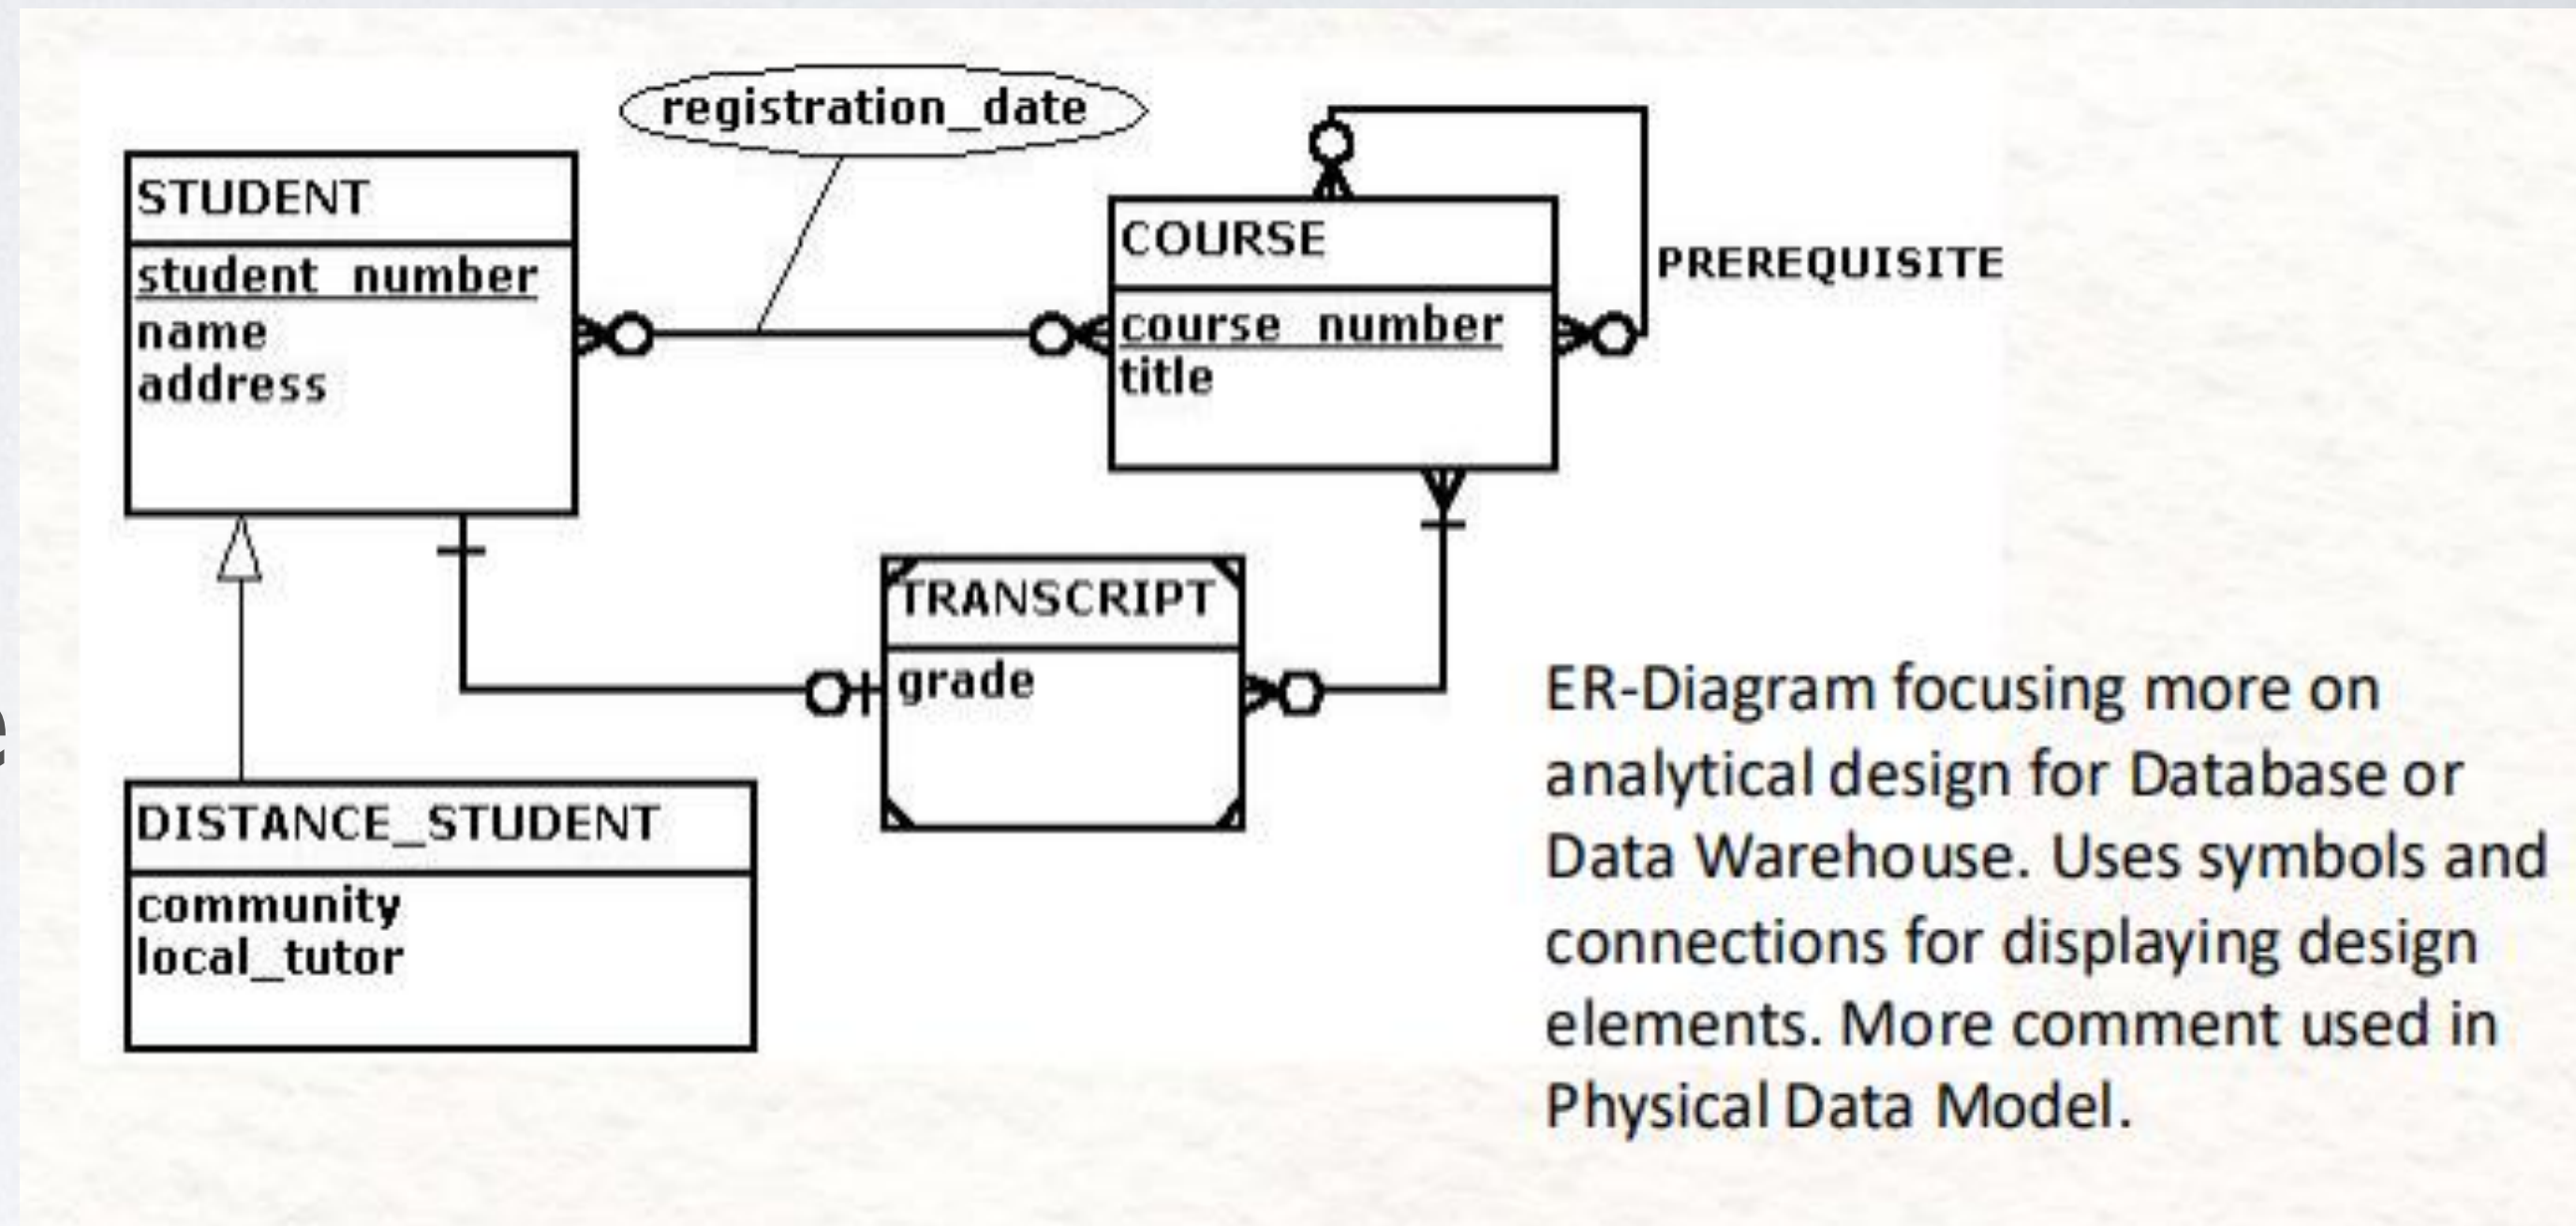 registration_date
STUDENT
student_number
name
address
COURSE
course_number
title
PREREQUISITE
TRANSCRIPT
grade
DISTANCE_STUDENT
community
local_tutor
e
ER-Diagram focusing more on
analytical design for Database or
Data Warehouse. Uses symbols and
connections for displaying design
elements. More comment used in
Physical Data Model.